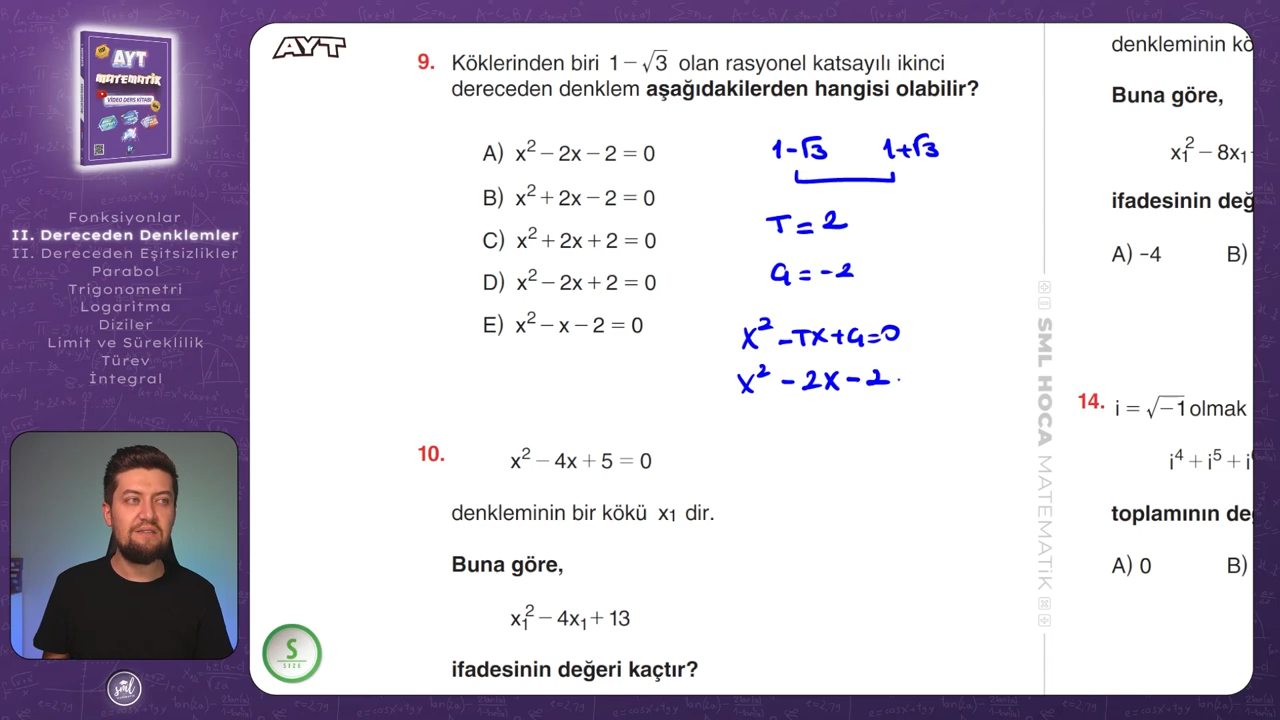 AYT
MATEMATİK
VİDEO DERS KİTABI
Fonksiyonlar
II. Dereceden Denklemler
II. Dereceden Eşitsizlikler
Parabol
Trigonometri
Logaritma
Diziler
Limit ve Süreklilik
Türev
İntegral
AYT
9. Köklerinden biri 1 − √3 olan rasyonel katsayılı ikinci
dereceden denklem aşağıdakilerden hangisi olabilir?
A) x² − 2x − 2 = 0
B) x² + 2x − 2 = 0
C) x² + 2x + 2 = 0
D) x² − 2x + 2 = 0
E) x² − x − 2 = 0
1-√3 1+√3
T = 2
Ç = -2
x² - Tx + Ç = 0
x² - 2x - 2
10. x² − 4x + 5 = 0
denkleminin bir kökü x₁ dir.
Buna göre,
x₁² − 4x₁ + 13
ifadesinin değeri kaçtır?
S
SIZE
sml
SML HOCA MATEMATİK
denkleminin kö
Buna göre,
x₁² − 8x₁
ifadesinin değ
A) -4 B)
14. i = √−1 olmak
i⁴ + i⁵ + i
toplamının de
A) 0 B)